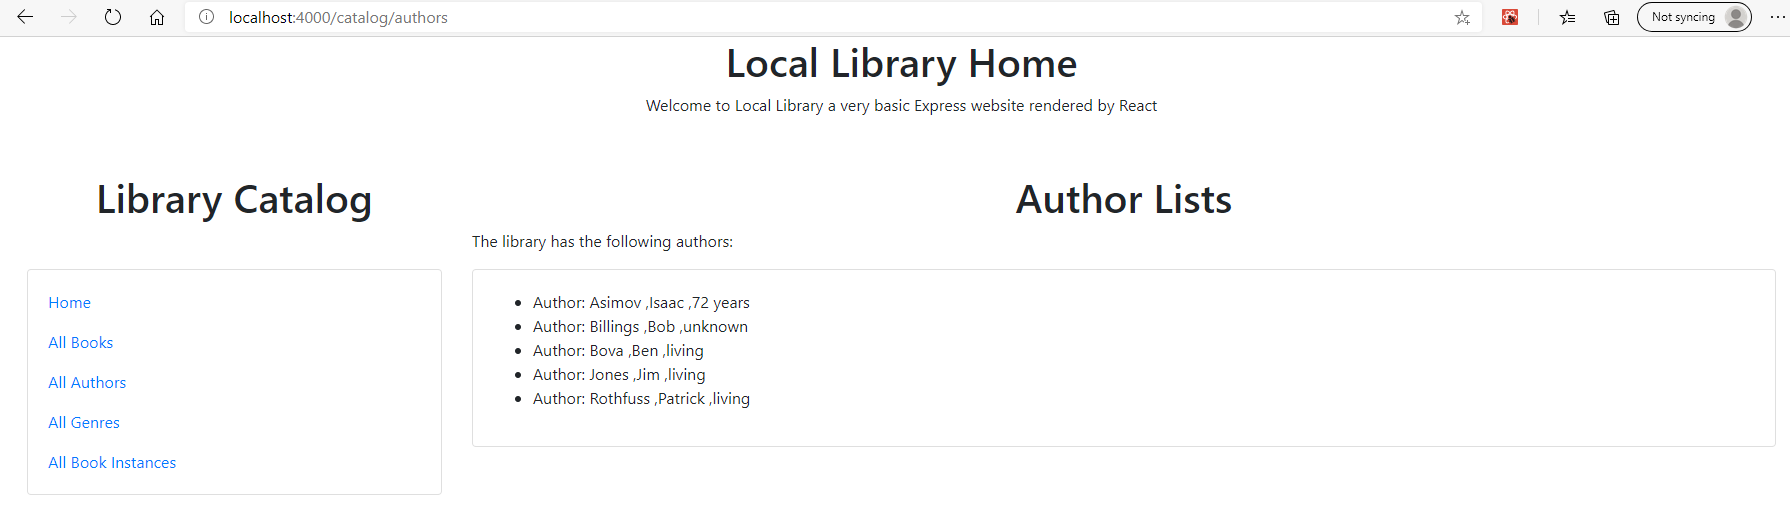 localhost:4000/catalog/authors
Not syncing
Local Library Home
Welcome to Local Library a very basic Express website rendered by React
Library Catalog
Home
All Books
All Authors
All Genres
All Book Instances
Author Lists
The library has the following authors:
Author: Asimov ,Isaac ,72 years
Author: Billings ,Bob ,unknown
Author: Bova ,Ben ,living
Author: Jones ,Jim ,living
Author: Rothfuss ,Patrick ,living